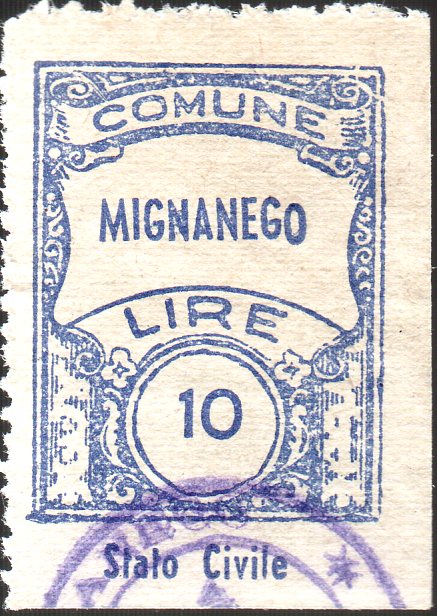 COMUNE
MIGNANEGO
LIRE
10
Stato Civile